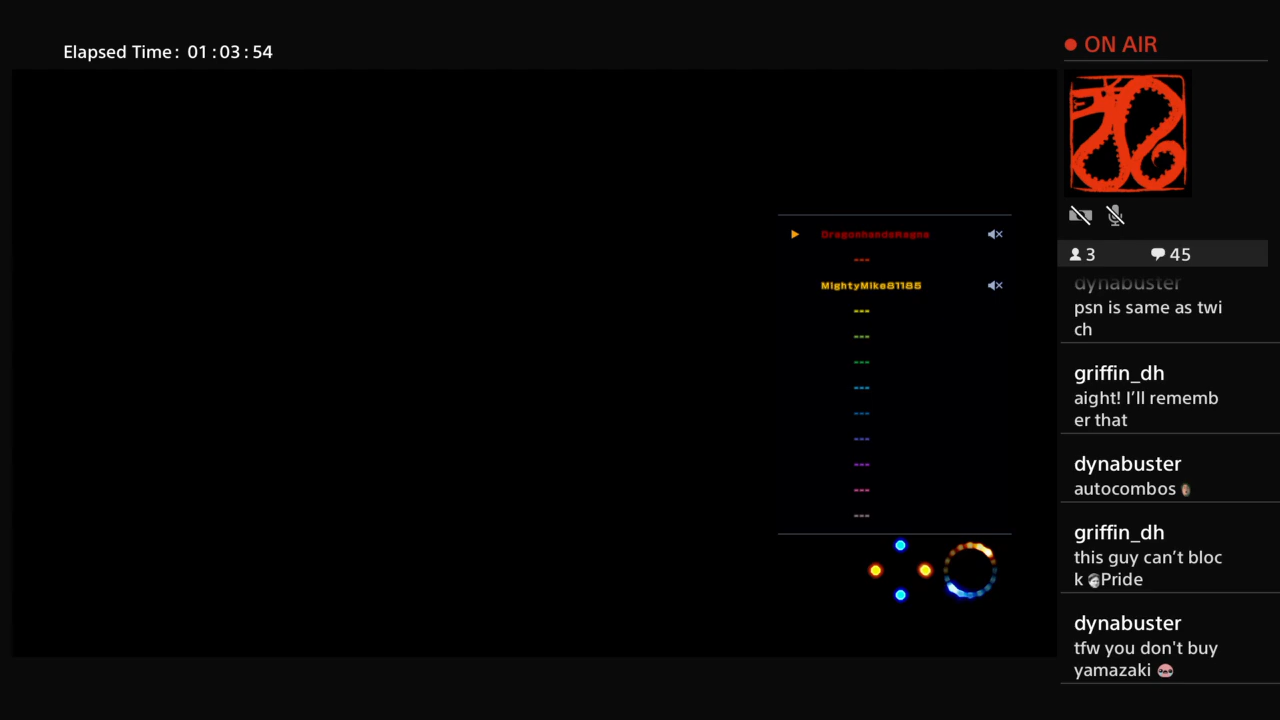 Elapsed Time: 01:03:54
ON AIR
DragonhandoMagna
---
MightyMike81185
---
---
---
---
---
---
---
---
---
3 45
dynabuster
psn is same as twi
ch
griffin_dh
aight! I'll rememb
er that
dynabuster
autocombos
griffin_dh
this guy can't bloc
k Pride
dynabuster
tfw you don't buy
yamazaki